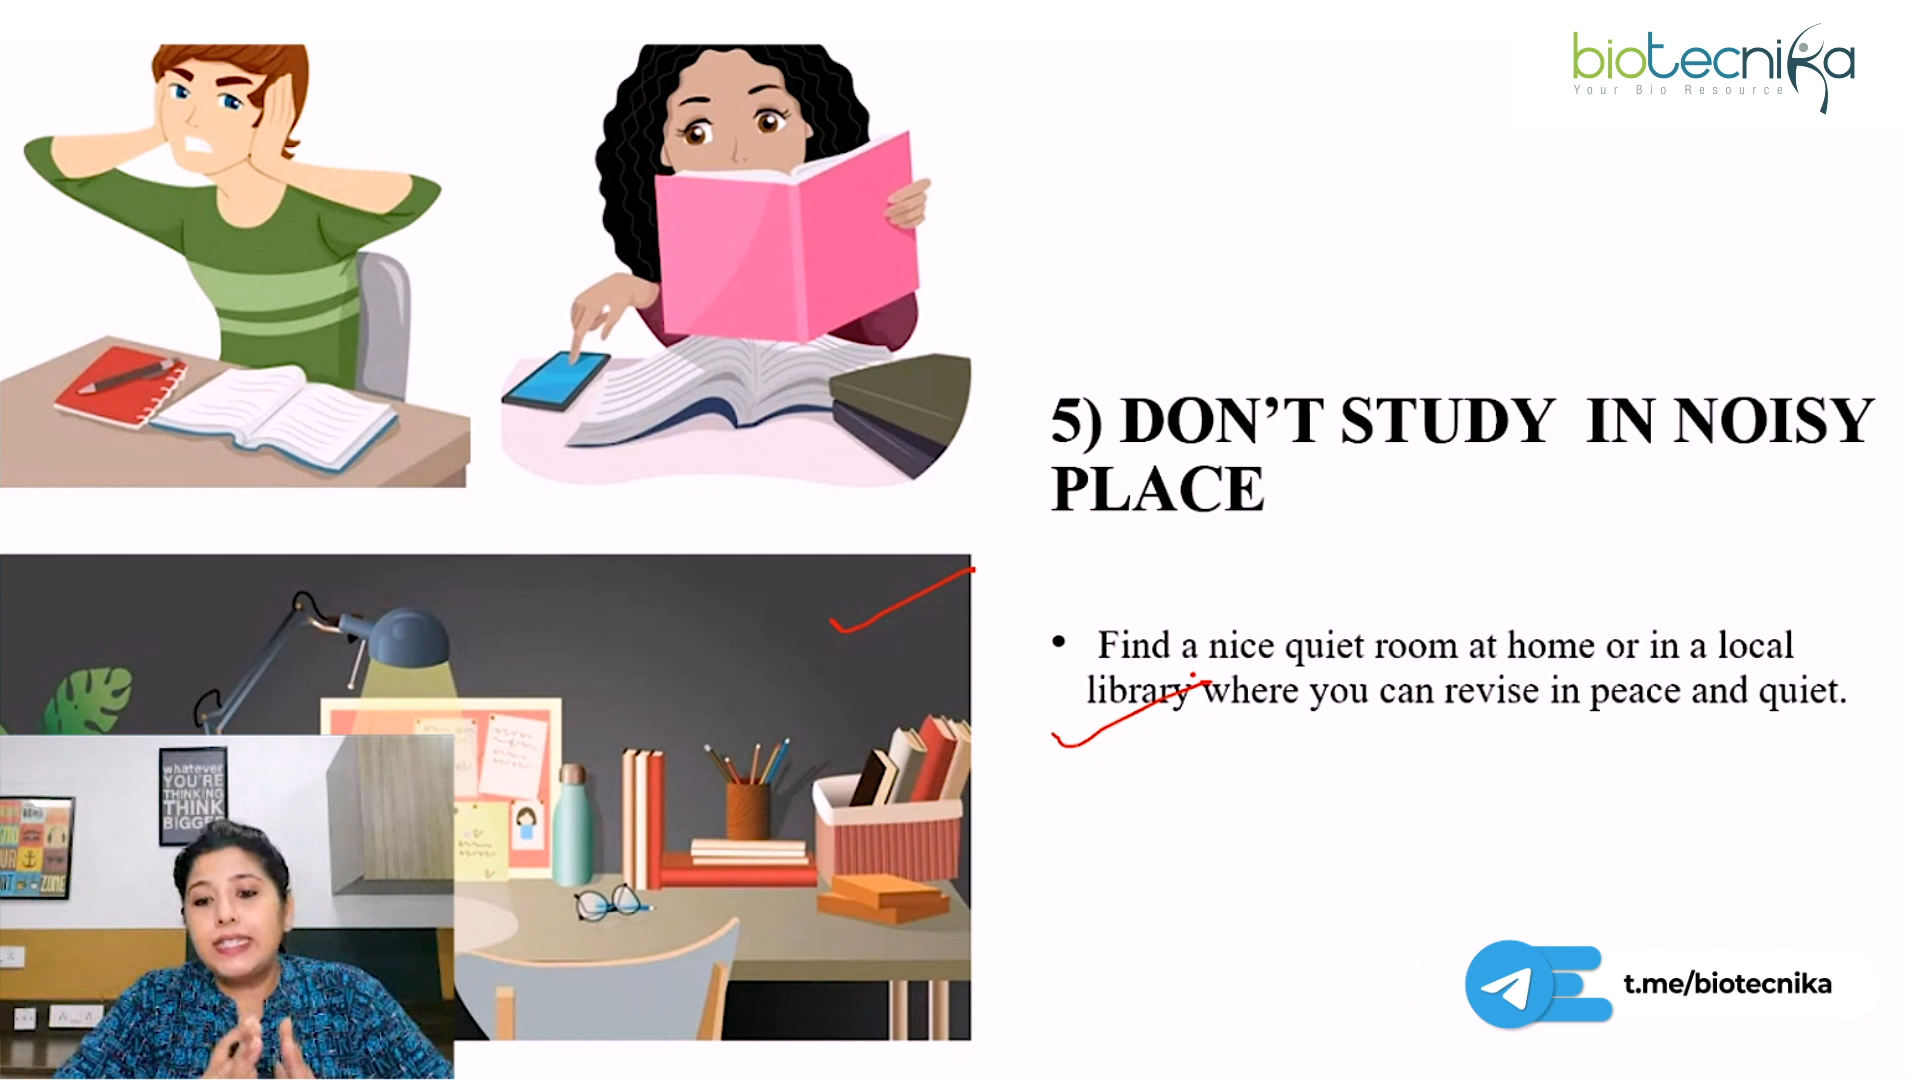 biotecnika
Your Bio Resource
5) DON’T STUDY IN NOISY
PLACE
• Find a nice quiet room at home or in a local
library where you can revise in peace and quiet.
whatever
YOU'RE
THINKING
THINK
BIGGER
ZONE
t.me/biotecnika